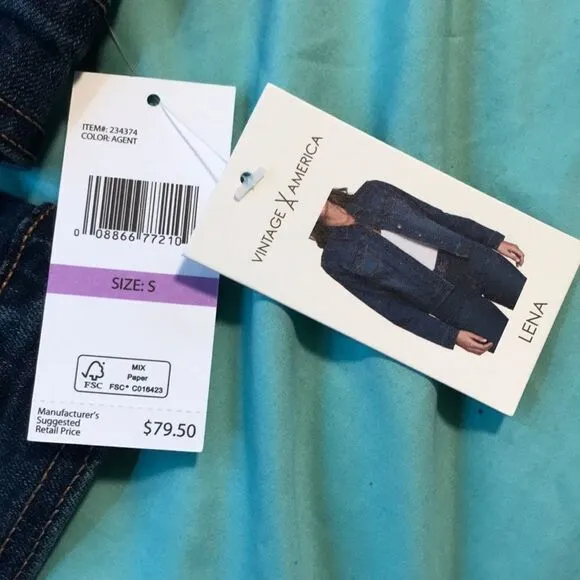 ITEM#: 234374
COLOR: AGENT
0 08866 77210
SIZE: S
FSC
MIX
Paper
FSC® C016423
Manufacturer's
Suggested
Retail Price
$79.50
VINTAGE AMERICA
LENA